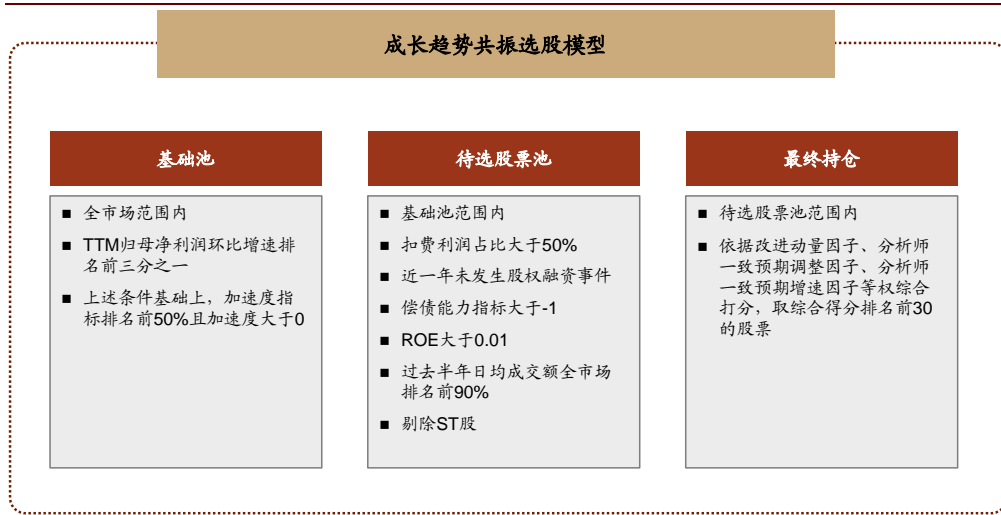 成长趋势共振选股模型
基础池
■ 全市场范围内
■ TTM归母净利润环比增速排
名前三分之一
■ 上述条件基础上，加速度指
标排名前50%且加速度大于0
待选股票池
■ 基础池范围内
■ 扣费利润占比大于50%
■ 近一年未发生股权融资事件
■ 偿债能力指标大于-1
■ ROE大于0.01
■ 过去半年日均成交额全市场
排名前90%
■ 剔除ST股
最终持仓
■ 待选股票池范围内
■ 依据改进动量因子、分析师
一致预期调整因子、分析师
一致预期增速因子等权综合
打分，取综合得分排名前30
的股票